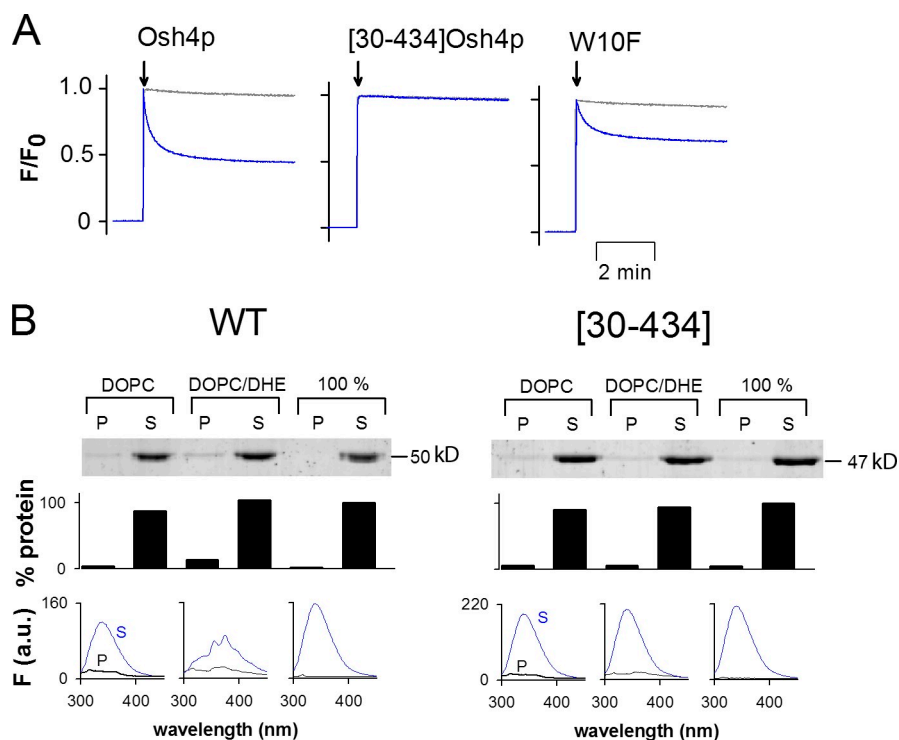 A
Osh4p
[30-434]Osh4p
W10F
1.0
0.5
0
F/F0
2 min
B
WT
[30-434]
DOPC DOPC/DHE 100 %
P S P S P S
50 kD
DOPC DOPC/DHE 100 %
P S P S P S
47 kD
100
0
% protein
160
0
F (a.u.)
S
P
300 400 300 400 300 400
wavelength (nm)
220
0
S
P
300 400 300 400 300 400
wavelength (nm)